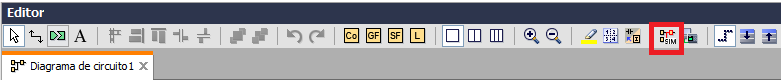 Editor
A A Co GF SF L SIM
Diagrama de circuito1